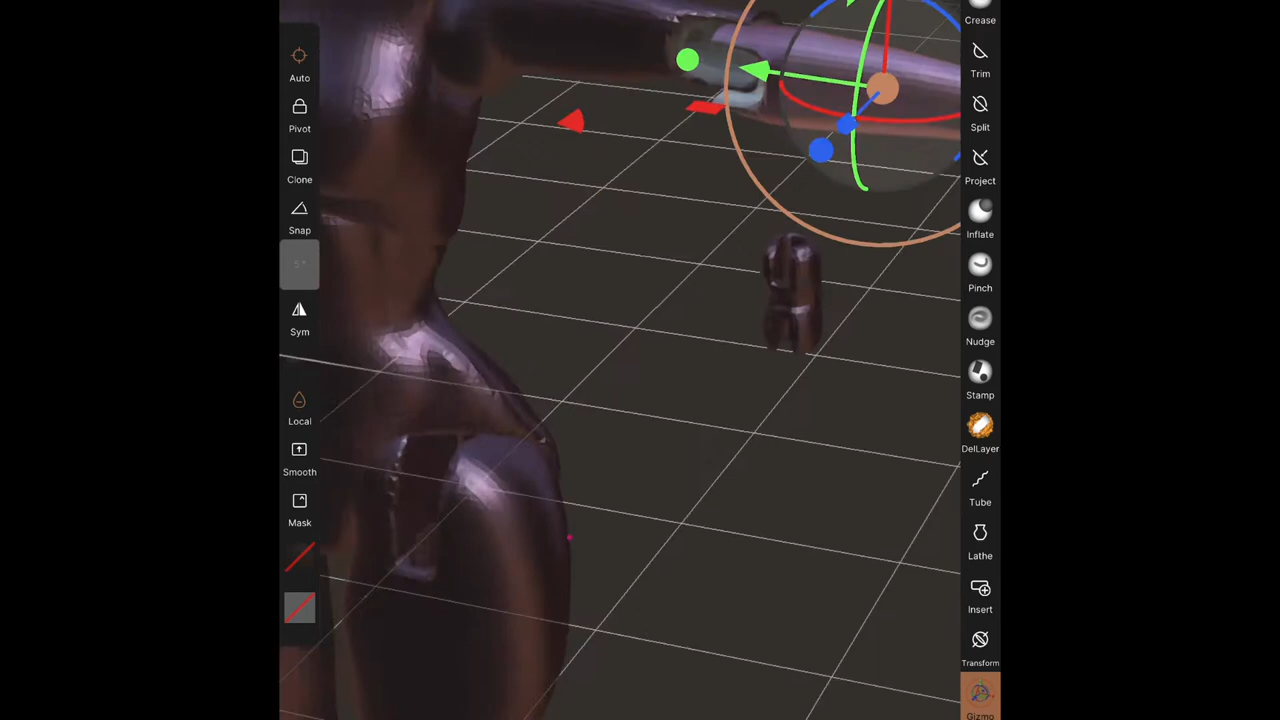 Auto
Pivot
Clone
Snap
5°
Sym
Local
Smooth
Mask
Crease
Trim
Split
Project
Inflate
Pinch
Nudge
Stamp
DelLayer
Tube
Lathe
Insert
Transform
Gizmo